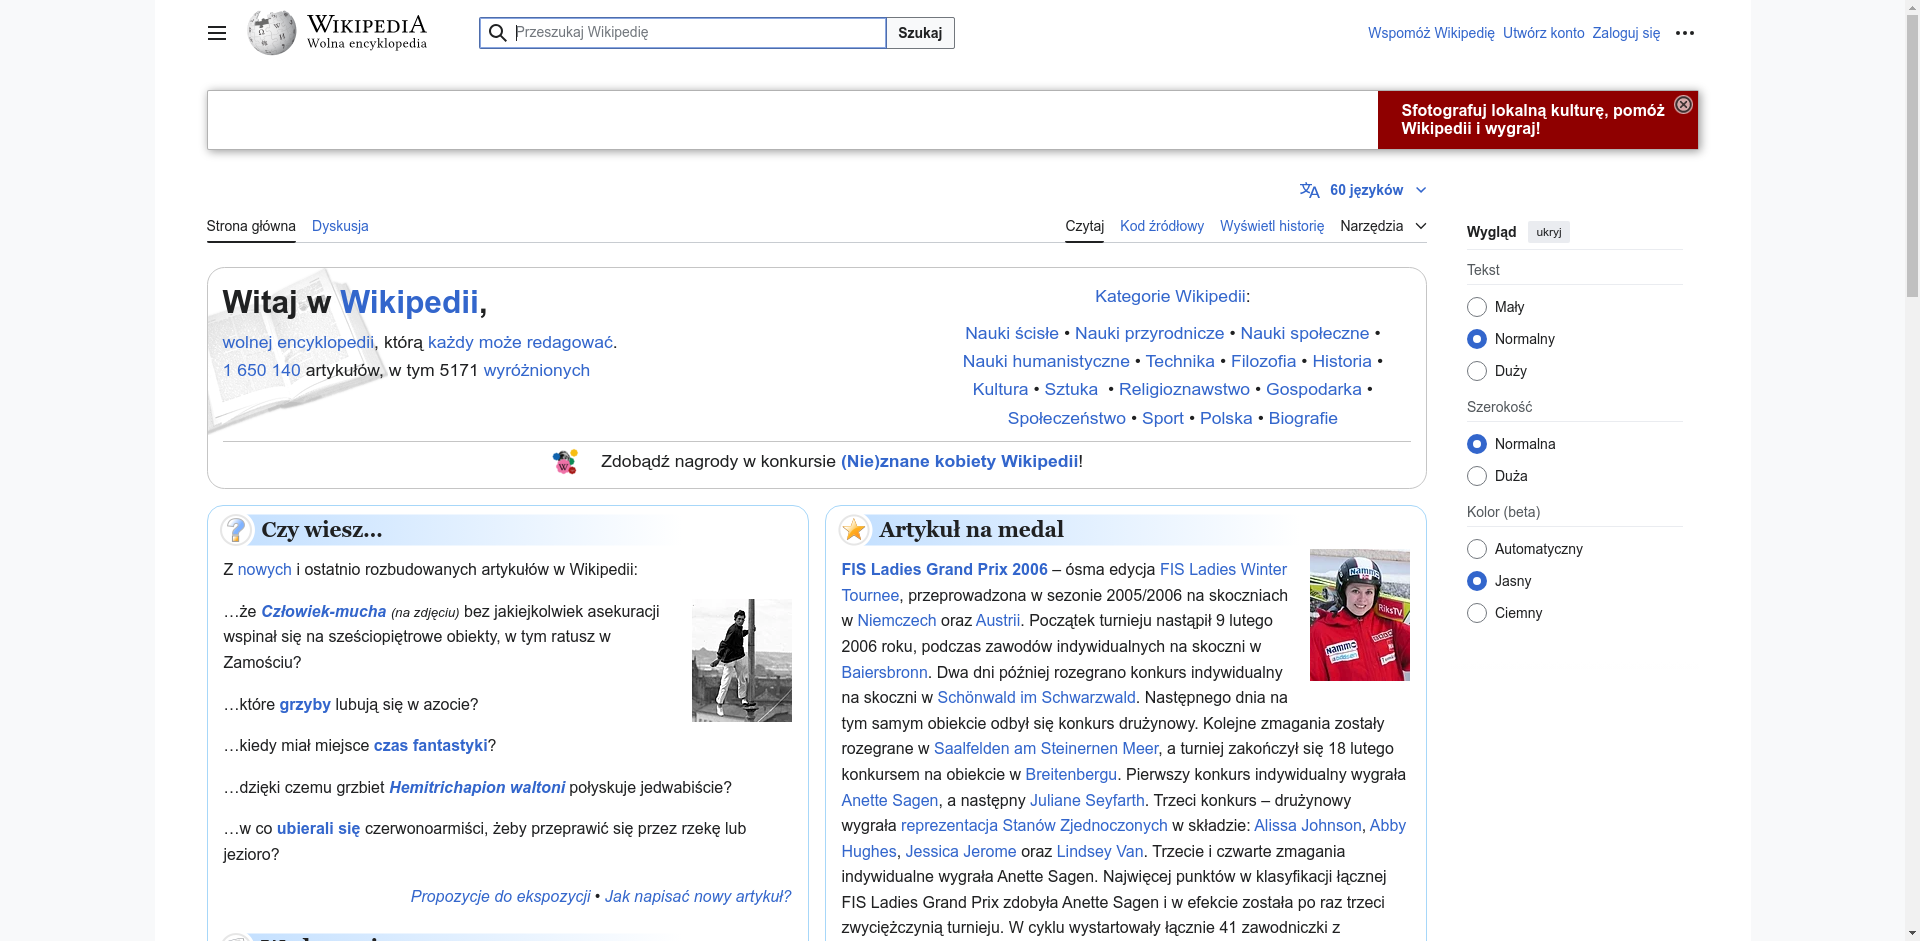 WIKIPEDIA
Wolna encyklopedia
Przeszukaj Wikipedię
Szukaj
Wspomóż Wikipedię Utwórz konto Zaloguj się
Sfotografuj lokalną kulturę, pomóż
Wikipedii i wygraj!
60 języków
Strona główna Dyskusja
Czytaj Kod źródłowy Wyświetl historię Narzędzia
Witaj w Wikipedii,
wolnej encyklopedii, którą każdy może redagować.
1 650 140 artykułów, w tym 5171 wyróżnionych
Kategorie Wikipedii:
Nauki ścisłe • Nauki przyrodnicze • Nauki społeczne •
Nauki humanistyczne • Technika • Filozofia • Historia •
Kultura • Sztuka • Religioznawstwo • Gospodarka •
Społeczeństwo • Sport • Polska • Biografie
Zdobądź nagrody w konkursie (Nie)znane kobiety Wikipedii!
Czy wiesz...
Z nowych i ostatnio rozbudowanych artykułów w Wikipedii:
…że Człowiek-mucha (na zdjęciu) bez jakiejkolwiek asekuracji
wspinał się na sześciopiętrowe obiekty, w tym ratusz w
Zamościu?
…które grzyby lubują się w azocie?
…kiedy miał miejsce czas fantastyki?
…dzięki czemu grzbiet Hemitrichapion waltoni połyskuje jedwabiście?
…w co ubierali się czerwonoarmiści, żeby przeprawić się przez rzekę lub
jezioro?
Propozycje do ekspozycji • Jak napisać nowy artykuł?
Artykuł na medal
FIS Ladies Grand Prix 2006 – ósma edycja FIS Ladies Winter
Tournee, przeprowadzona w sezonie 2005/2006 na skoczniach
w Niemczech oraz Austrii. Początek turnieju nastąpił 9 lutego
2006 roku, podczas zawodów indywidualnych na skoczni w
Baiersbronn. Dwa dni później rozegrano konkurs indywidualny
na skoczni w Schönwald im Schwarzwald. Następnego dnia na
tym samym obiekcie odbył się konkurs drużynowy. Kolejne zmagania zostały
rozegrane w Saalfelden am Steinernen Meer, a turniej zakończył się 18 lutego
konkursem na obiekcie w Breitenbergu. Pierwszy konkurs indywidualny wygrała
Anette Sagen, a następny Juliane Seyfarth. Trzeci konkurs – drużynowy
wygrała reprezentacja Stanów Zjednoczonych w składzie: Alissa Johnson, Abby
Hughes, Jessica Jerome oraz Lindsey Van. Trzecie i czwarte zmagania
indywidualne wygrała Anette Sagen. Najwięcej punktów w klasyfikacji łącznej
FIS Ladies Grand Prix zdobyła Anette Sagen i w efekcie została po raz trzeci
zwyciężczynią turnieju. W cyklu wystartowały łącznie 41 zawodniczki z
Wygląd ukryj
Tekst
Mały
Normalny
Duży
Szerokość
Normalna
Duża
Kolor (beta)
Automatyczny
Jasny
Ciemny